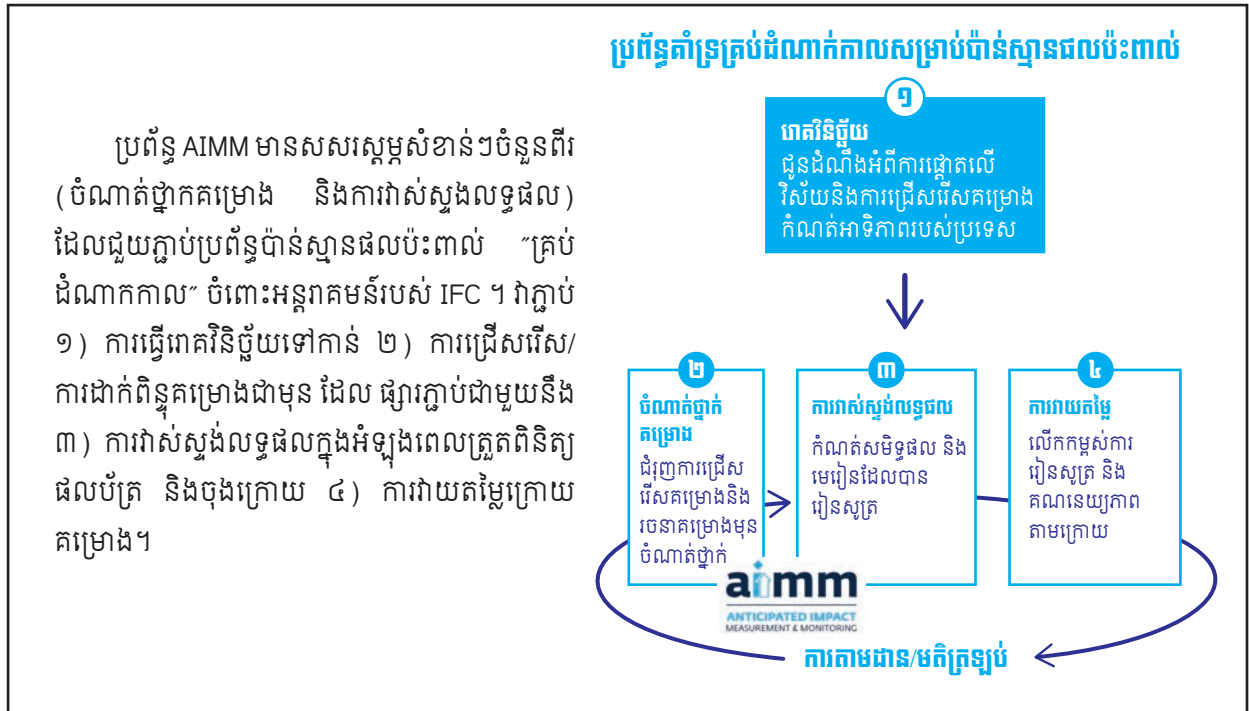 ប្រព័ន្ធគាំទ្រគ្រប់ដំណាក់កាលសម្រាប់ប៉ាន់ស្មានផលប៉ះពាល់
ប្រព័ន្ធ AIMM មានសសរស្តម្ភសំខាន់ៗចំនួនពីរ
(ចំណាត់ថ្នាកគម្រោង និងការវាស់ស្ទងលទ្ធផល)
ដែលជួយភ្ជាប់ប្រព័ន្ធប៉ាន់ស្មានផលប៉ះពាល់ ″គ្រប់
ដំណាកកាល″ ចំពោះអន្តរាគមន៍របស់ IFC ។ វាភ្ជាប់
១) ការធ្វើរោគវិនិច្ឆ័យទៅកាន់ ២) ការជ្រើសរើស/
ការដាក់ពិន្ទុគម្រោងជាមុន ដែល ផ្សារភ្ជាប់ជាមួយនឹង
៣) ការវាស់ស្ទង់លទ្ធផលក្នុងអំឡុងពេលត្រួតពិនិត្យ
ផលប័ត្រ និងចុងក្រោយ ៤) ការវាយតម្លៃក្រោយ
គម្រោង។
១
រោគវិនិច្ឆ័យ
ជូនដំណឹងអំពីការផ្តោតលើ
វិស័យនិងការជ្រើសរើសគម្រោង
កំណត់អាទិភាពរបស់ប្រទេស
២
ចំណាត់ថ្នាក់
គម្រោង
ជំរុញការជ្រើស
រើសគម្រោងនិង
រចនាគម្រោងមុន
ចំណាត់ថ្នាក់
៣
ការវាស់ស្ទង់លទ្ធផល
កំណត់សមិទ្ធផល និង
មេរៀនដែលបាន
រៀនសូត្រ
៤
ការវាយតម្លៃ
លើកកម្ពស់ការ
រៀនសូត្រ និង
គណនេយ្យភាព
តាមក្រោយ
aimm
ANTICIPATED IMPACT
MEASUREMENT & MONITORING
ការតាមដាន/មតិត្រឡប់